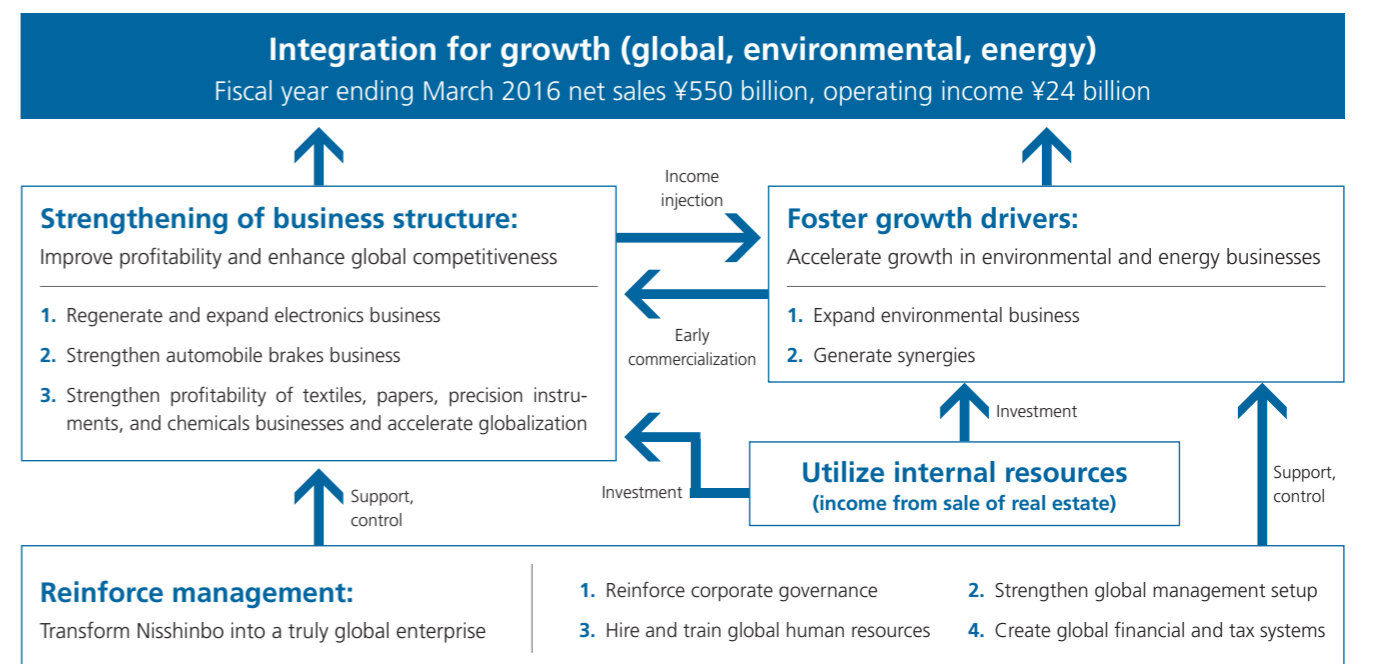 Integration for growth (global, environmental, energy)
Fiscal year ending March 2016 net sales ¥550 billion, operating income ¥24 billion
Income
injection
Strengthening of business structure:
Improve profitability and enhance global competitiveness
1. Regenerate and expand electronics business
2. Strengthen automobile brakes business
3. Strengthen profitability of textiles, papers, precision instru-
ments, and chemicals businesses and accelerate globalization
Foster growth drivers:
Accelerate growth in environmental and energy businesses
1. Expand environmental business
2. Generate synergies
Early
commercialization
Investment
Utilize internal resources
(income from sale of real estate)
Investment
Support,
control
Support,
control
Reinforce management:
Transform Nisshinbo into a truly global enterprise
1. Reinforce corporate governance
2. Strengthen global management setup
3. Hire and train global human resources
4. Create global financial and tax systems